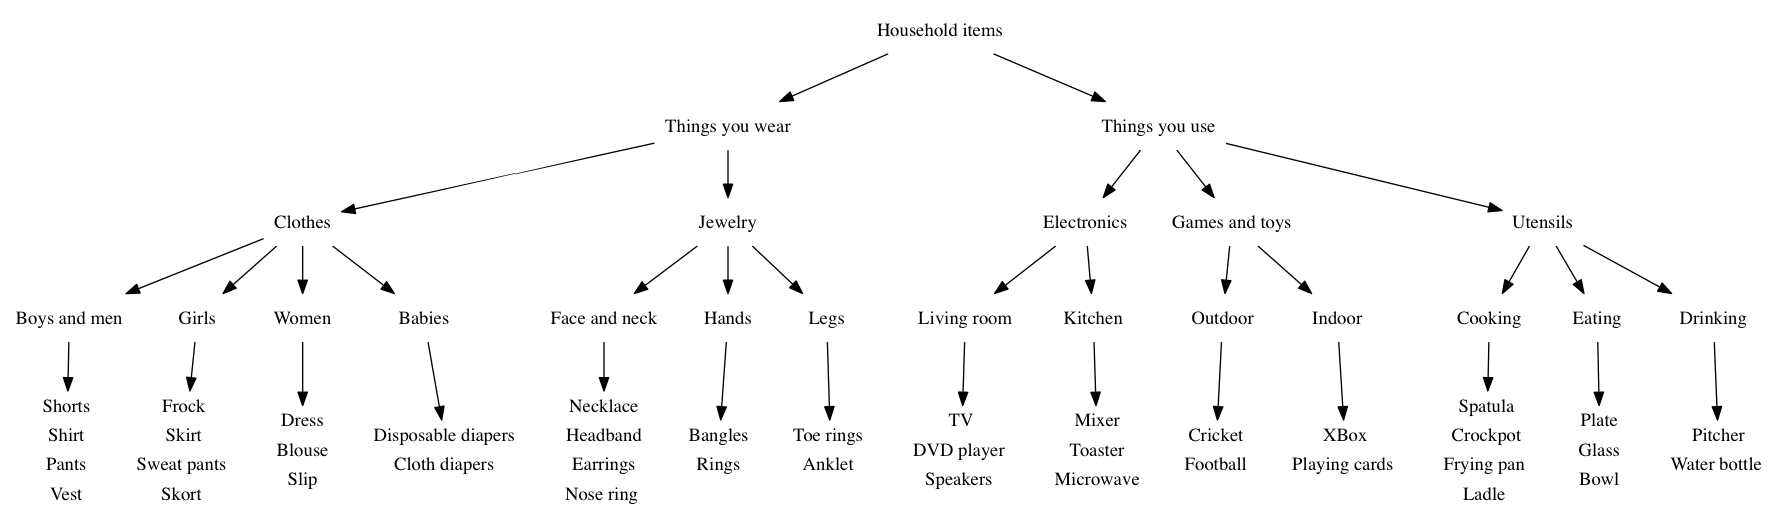 Household items
Things you wear
Things you use
Clothes
Jewelry
Electronics
Games and toys
Utensils
Boys and men
Girls
Women
Babies
Face and neck
Hands
Legs
Living room
Kitchen
Outdoor
Indoor
Cooking
Eating
Drinking
Shorts
Shirt
Pants
Vest
Frock
Skirt
Sweat pants
Skort
Dress
Blouse
Slip
Disposable diapers
Cloth diapers
Necklace
Headband
Earrings
Nose ring
Bangles
Rings
Toe rings
Anklet
TV
DVD player
Speakers
Mixer
Toaster
Microwave
Cricket
Football
XBox
Playing cards
Spatula
Crockpot
Frying pan
Ladle
Plate
Glass
Bowl
Pitcher
Water bottle